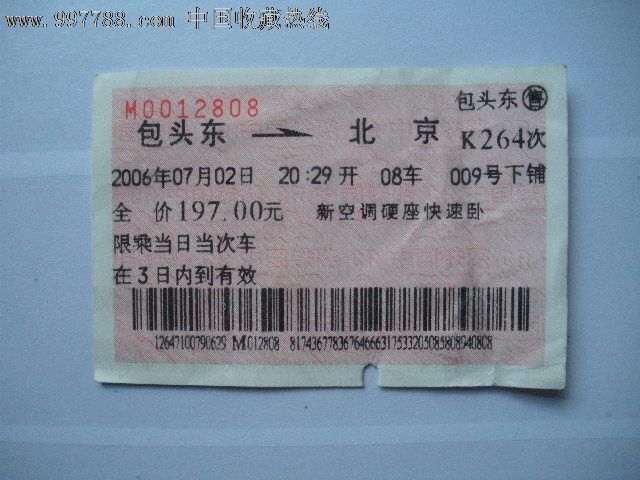 www.997788.com 中国收藏热线
M0012808
包头东售
包头东 → 北京 K264次
2006年07月02日 20:29开 08车 009号下铺
全价197.00元 新空调硬座快速卧
限乘当日当次车
在3日内到有效
12647100790629 M012808 81743677836764666317533205085808940808